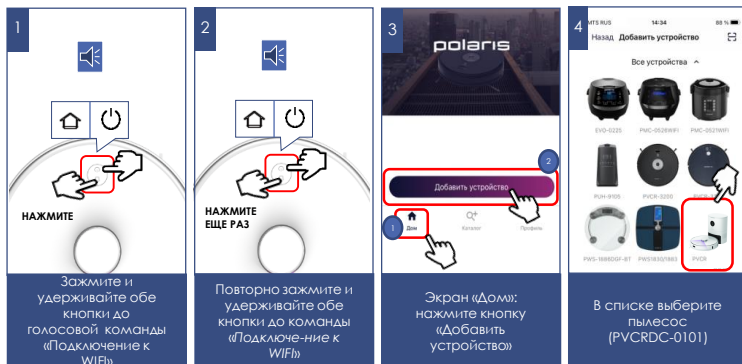 1
НАЖМИТЕ
Зажмите и
удерживайте обе
кнопки до
голосовой команды
«Подключение к
WIFI»
2
НАЖМИТЕ
ЕЩЕ РАЗ
Повторно зажмите и
удерживайте обе
кнопки до команды
«Подключе-ние к
WIFI»
3
polaris
2
Добавить устройство
1
Дом
Каталог
Профиль
Экран «Дом»:
нажмите кнопку
«Добавить
устройство»
4
MTS RUS 14:34 88 %
Назад Добавить устройство
Все устройства
EVO-0225 PMC-0526WIFI PMC-0521WIFI
PUH-9105 PVCR-3200
PWS-1888DGF-BT PWS1830/1883 PVCR
В списке выберите
пылесос
(PVCRDC-0101)